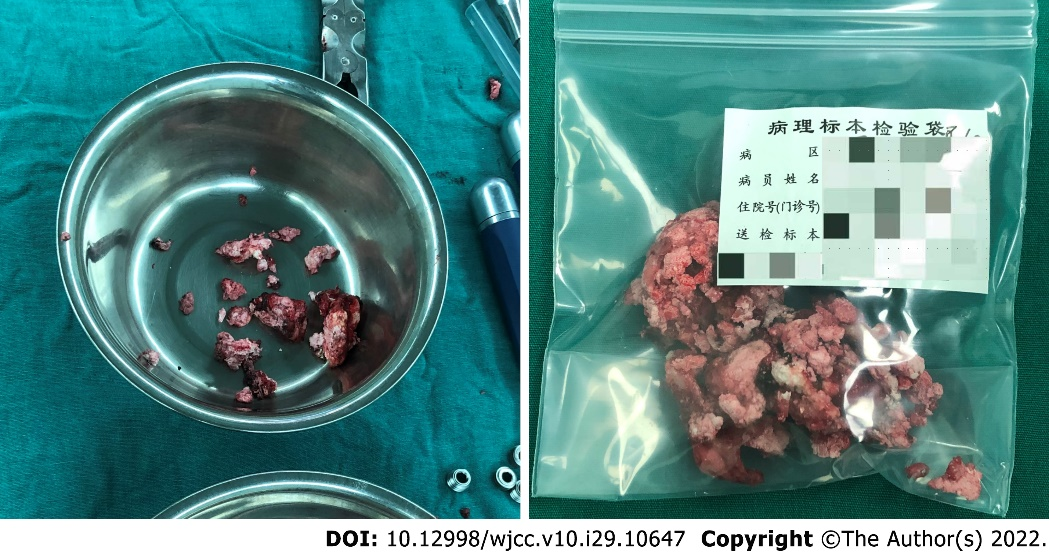 病理标本检验袋
病 区
病员姓名
住院号(门诊号)
送检标本
DOI: 10.12998/wjcc.v10.i29.10647 Copyright ©The Author(s) 2022.